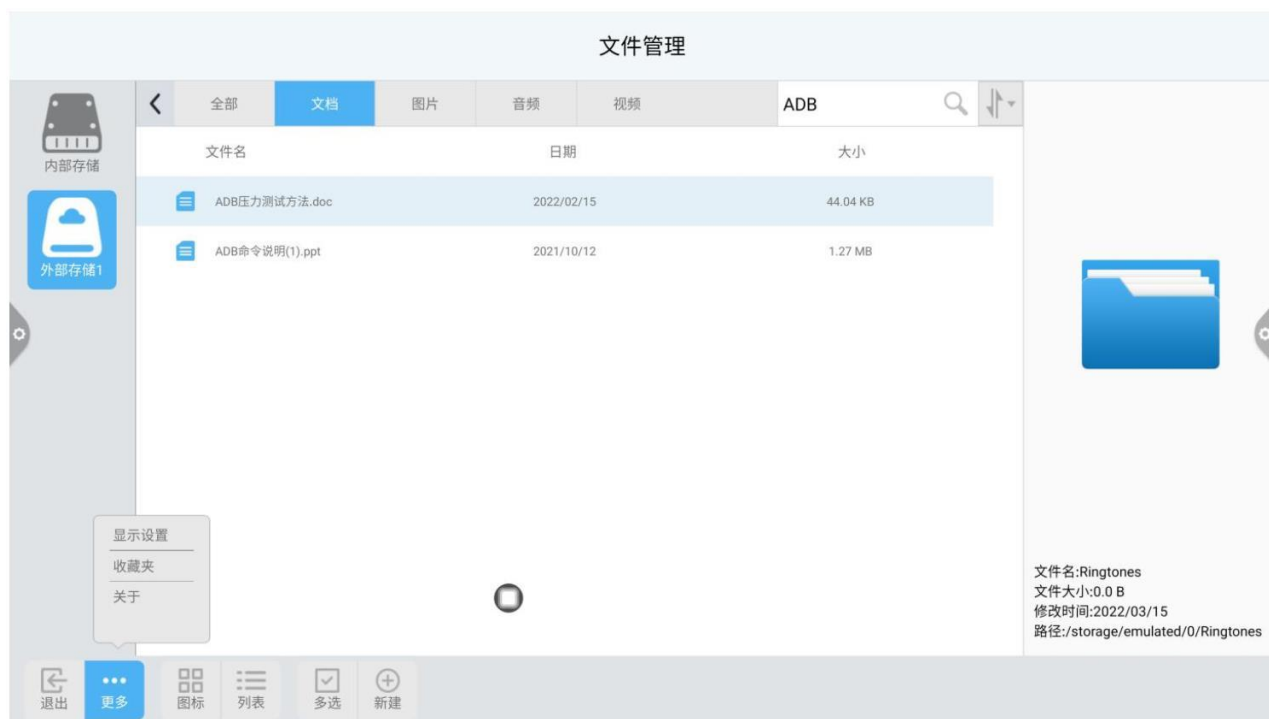 文件管理
内部存储
外部存储1
全部 文档 图片 音频 视频 ADB
文件名 日期 大小
ADB压力测试方法.doc 2022/02/15 44.04 KB
ADB命令说明(1).ppt 2021/10/12 1.27 MB
显示设置
收藏夹
关于
文件名:Ringtones
文件大小:0.0 B
修改时间:2022/03/15
路径:/storage/emulated/0/Ringtones
退出 更多 图标 列表 多选 新建